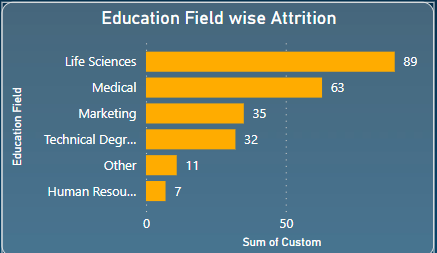 Education Field wise Attrition
Education Field
Life Sciences 89
Medical 63
Marketing 35
Technical Degr... 32
Other 11
Human Resou... 7
0 50
Sum of Custom